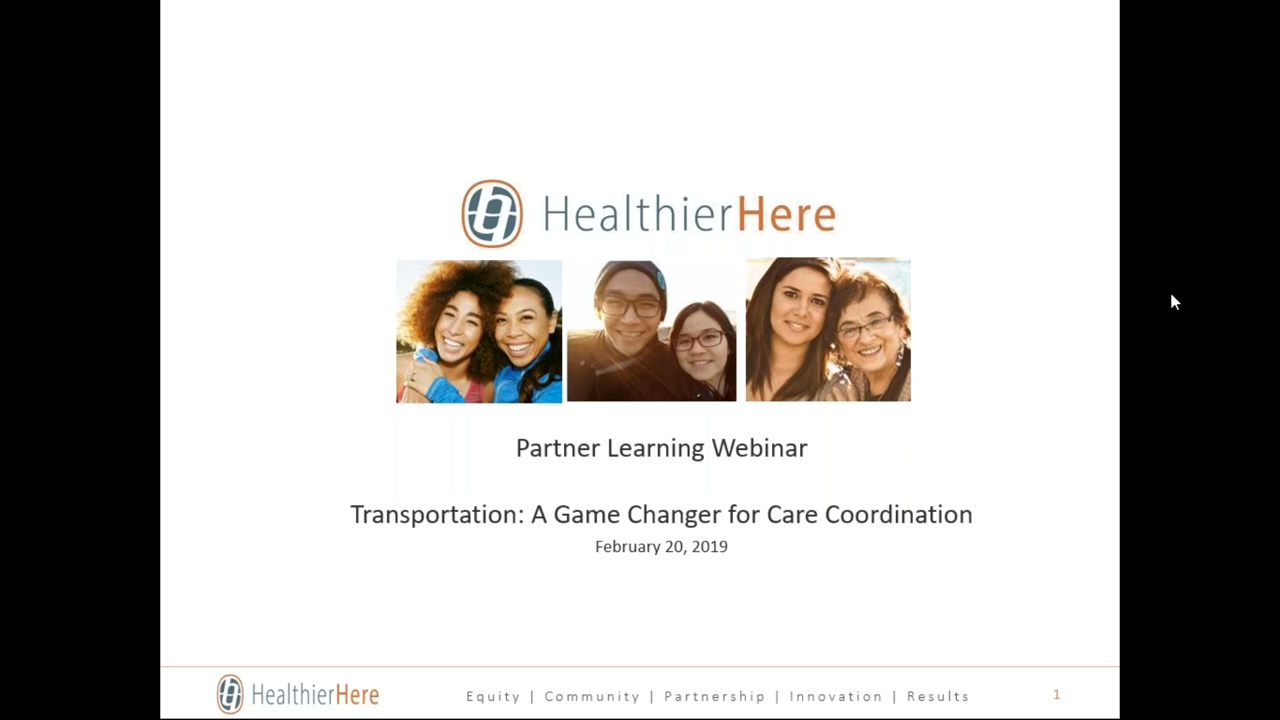 HealthierHere
Partner Learning Webinar
Transportation: A Game Changer for Care Coordination
February 20, 2019
HealthierHere
Equity | Community | Partnership | Innovation | Results
1